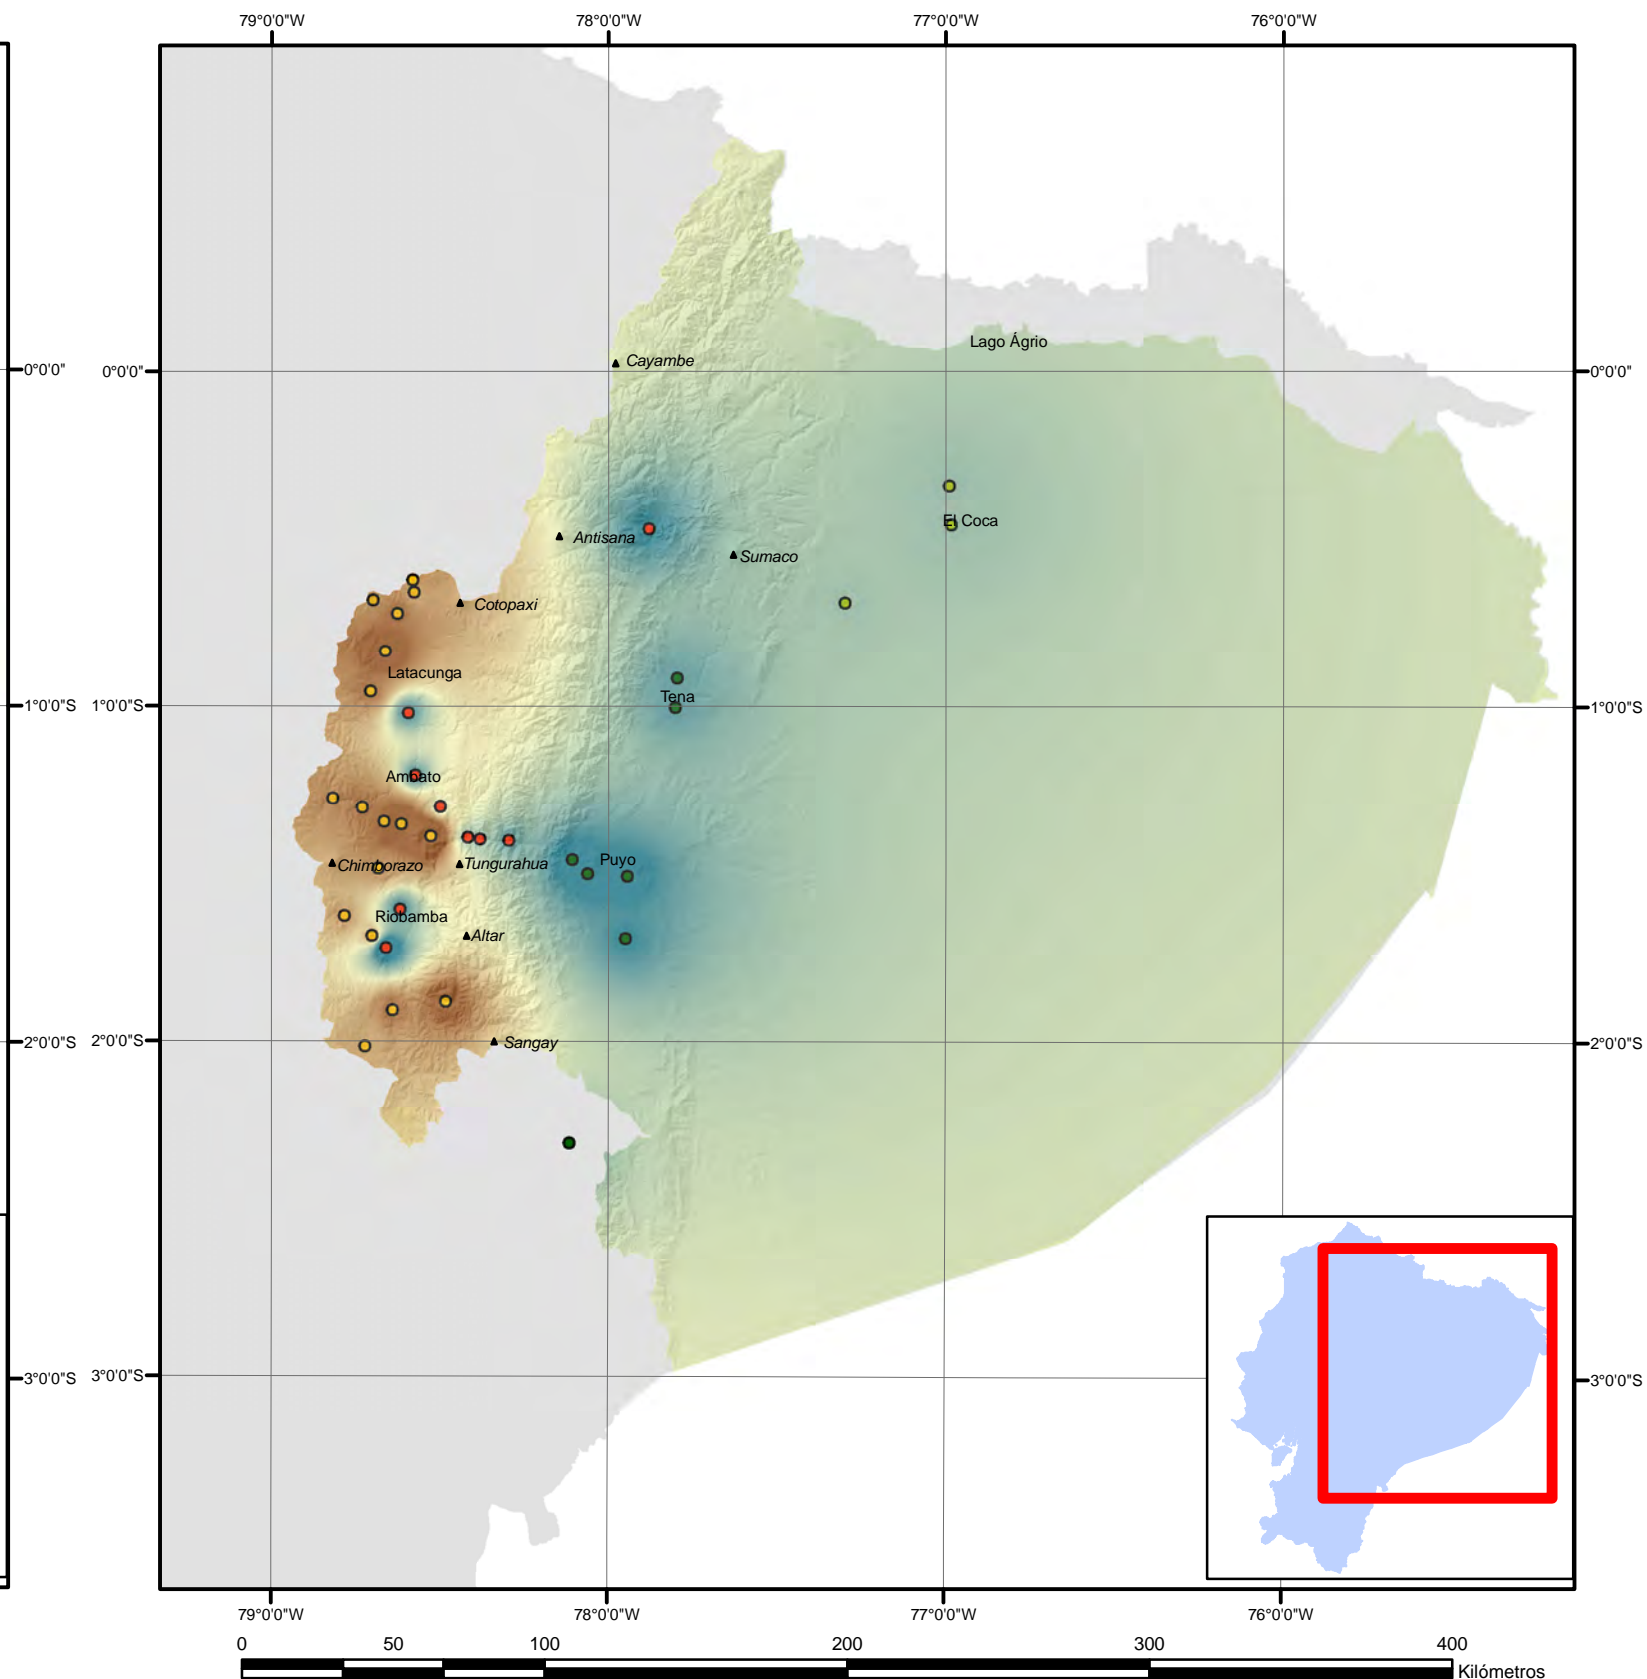 79°0'0"W 78°0'0"W 77°0'0"W 76°0'0"W
Lago Ágrio
Cayambe
0°0'0" 0°0'0" 0°0'0"
El Coca
Antisana
Sumaco
Cotopaxi
Latacunga
Tena
1°0'0"S 1°0'0"S 1°0'0"S
Ambato
Puyo
Chimborazo Tungurahua
Riobamba
Altar
2°0'0"S 2°0'0"S Sangay 2°0'0"S
3°0'0"S 3°0'0"S 3°0'0"S
79°0'0"W 78°0'0"W 77°0'0"W 76°0'0"W
0 50 100 200 300 400
Kilómetros